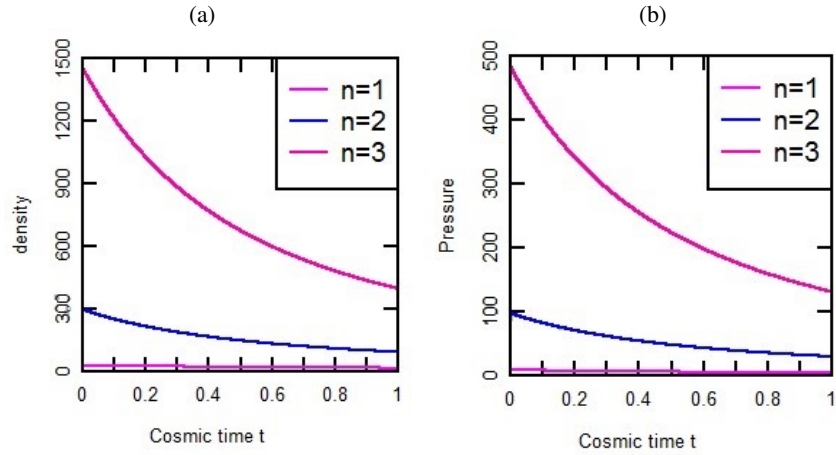 (a)
1500
1200
900
600
300
0
density
n=1
n=2
n=3
0 0.2 0.4 0.6 0.8 1
Cosmic time t
(b)
500
400
300
200
100
0
Pressure
n=1
n=2
n=3
0 0.2 0.4 0.6 0.8 1
Cosmic time t